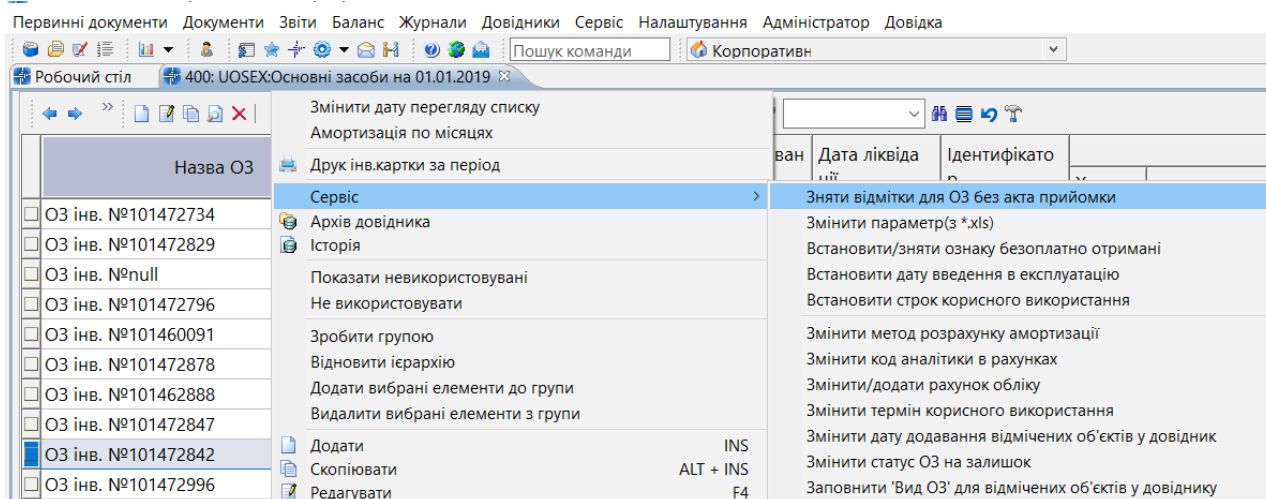 Первинні документи Документи Звіти Баланс Журнали Довідники Сервіс Налаштування Адміністратор Довідка
Пошук команди Корпоративн
Робочий стіл 400: UOSEX:Основні засоби на 01.01.2019
Назва ОЗ
ван Дата ліквіда Ідентифікато
ОЗ інв. №101472734
ОЗ інв. №101472829
ОЗ інв. №null
ОЗ інв. №101472796
ОЗ інв. №101460091
ОЗ інв. №101472878
ОЗ інв. №101462888
ОЗ інв. №101472847
ОЗ інв. №101472842
ОЗ інв. №101472996
Змінити дату перегляду списку
Амортизація по місяцях
Друк інв.картки за період
Сервіс >
Архів довідника
Історія
Показати невикористовувані
Не використовувати
Зробити групою
Відновити ієрархію
Додати вибрані елементи до групи
Видалити вибрані елементи з групи
Додати INS
Скопіювати ALT + INS
Редагувати F4
Зняти відмітки для ОЗ без акта прийомки
Змінити параметр(з *.xls)
Встановити/зняти ознаку безоплатно отримані
Встановити дату введення в експлуатацію
Встановити строк корисного використання
Змінити метод розрахунку амортизації
Змінити код аналітики в рахунках
Змінити/додати рахунок обліку
Змінити термін корисного використання
Змінити дату додавання відмічених об'єктів у довідник
Змінити статус ОЗ на залишок
Заповнити 'Вид ОЗ' для відмічених об'єктів у довіднику